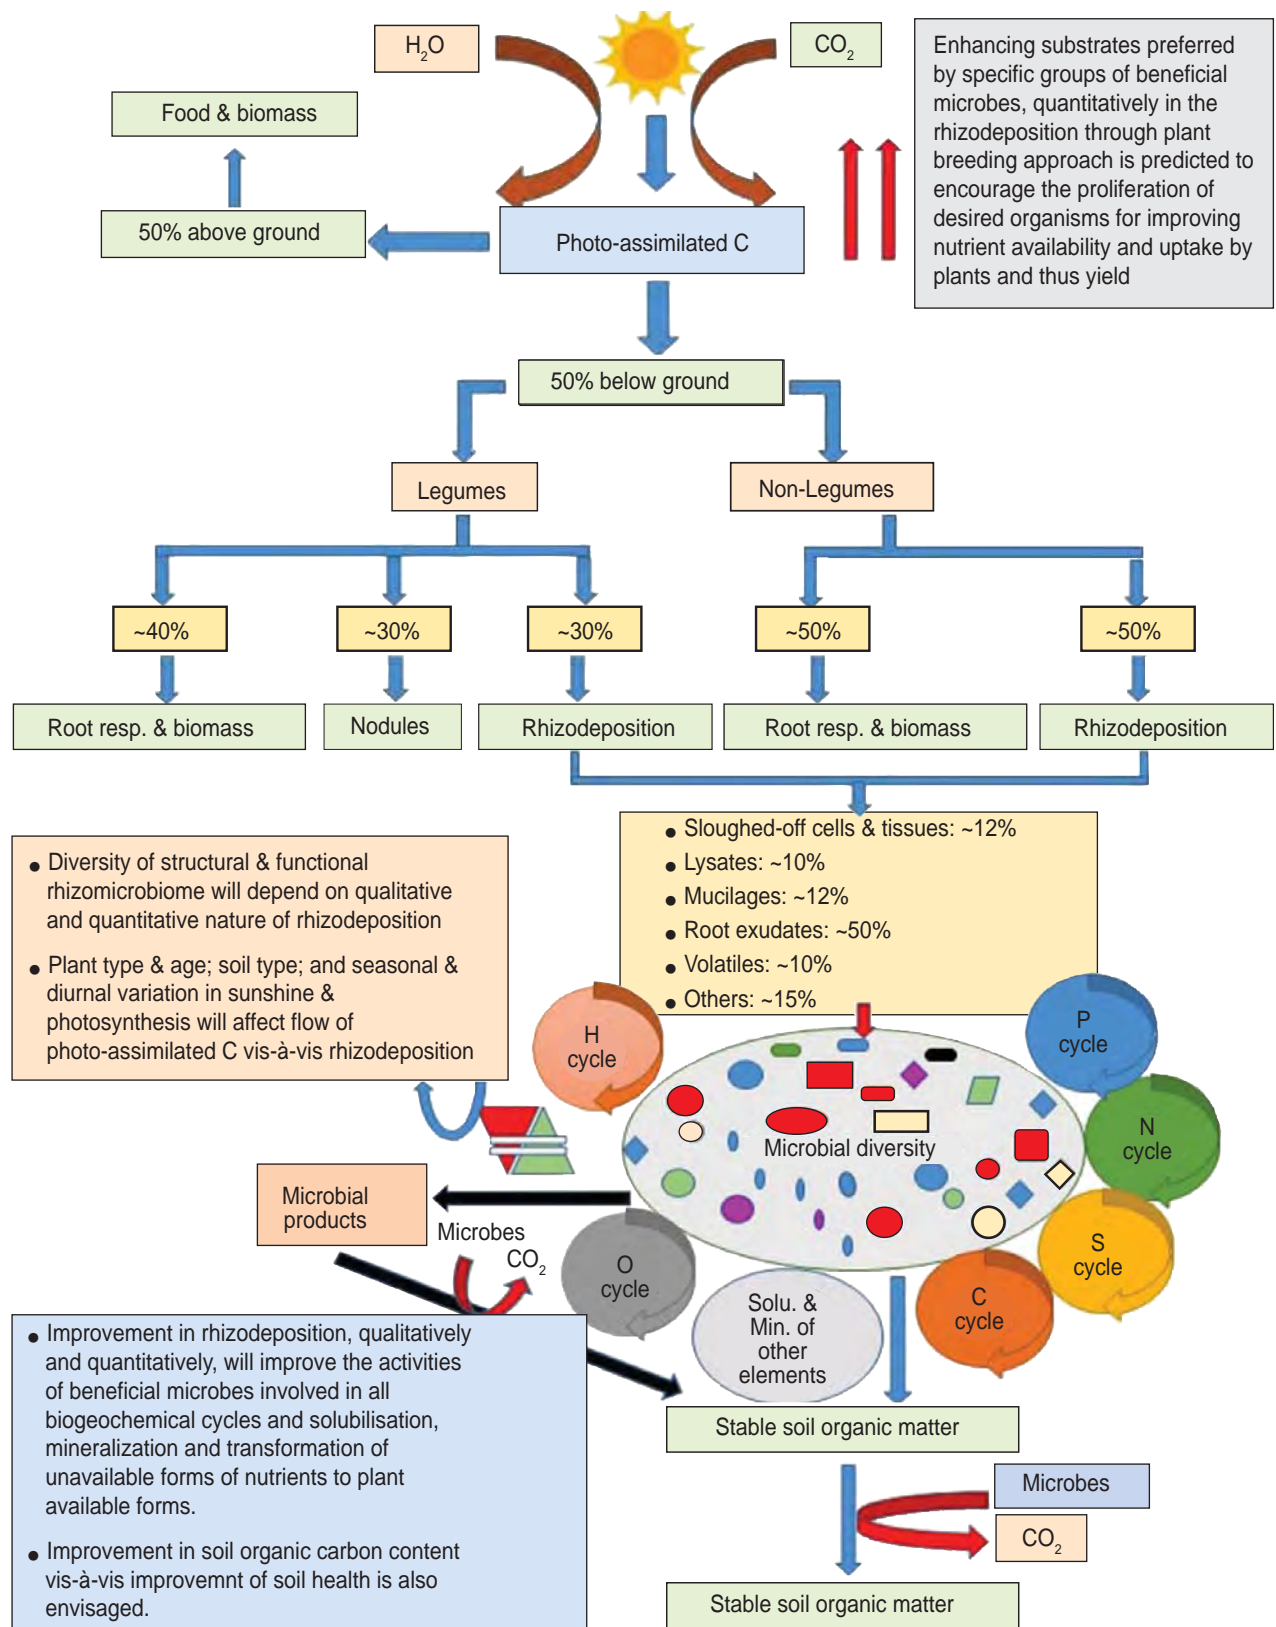 H2O
CO2
Enhancing substrates preferred
by specific groups of beneficial
microbes, quantitatively in the
rhizodeposition through plant
breeding approach is predicted to
encourage the proliferation of
desired organisms for improving
nutrient availability and uptake by
plants and thus yield
Food & biomass
50% above ground
Photo-assimilated C
50% below ground
Legumes
Non-Legumes
~40%
~30%
~30%
~50%
~50%
Root resp. & biomass
Nodules
Rhizodeposition
Root resp. & biomass
Rhizodeposition
● Sloughed-off cells & tissues: ~12%
● Lysates: ~10%
● Mucilages: ~12%
● Root exudates: ~50%
● Volatiles: ~10%
● Others: ~15%
● Diversity of structural & functional
rhizomicrobiome will depend on qualitative
and quantitative nature of rhizodeposition
● Plant type & age; soil type; and seasonal &
diurnal variation in sunshine &
photosynthesis will affect flow of
photo-assimilated C vis-à-vis rhizodeposition
H
cycle
P
cycle
N
cycle
S
cycle
C
cycle
O
cycle
Microbial diversity
Microbial
products
Microbes
CO2
Solu. &
Min. of
other
elements
● Improvement in rhizodeposition, qualitatively
and quantitatively, will improve the activities
of beneficial microbes involved in all
biogeochemical cycles and solubilisation,
mineralization and transformation of
unavailable forms of nutrients to plant
available forms.
● Improvement in soil organic carbon content
vis-à-vis improvemnt of soil health is also
envisaged.
Stable soil organic matter
Microbes
CO2
Stable soil organic matter